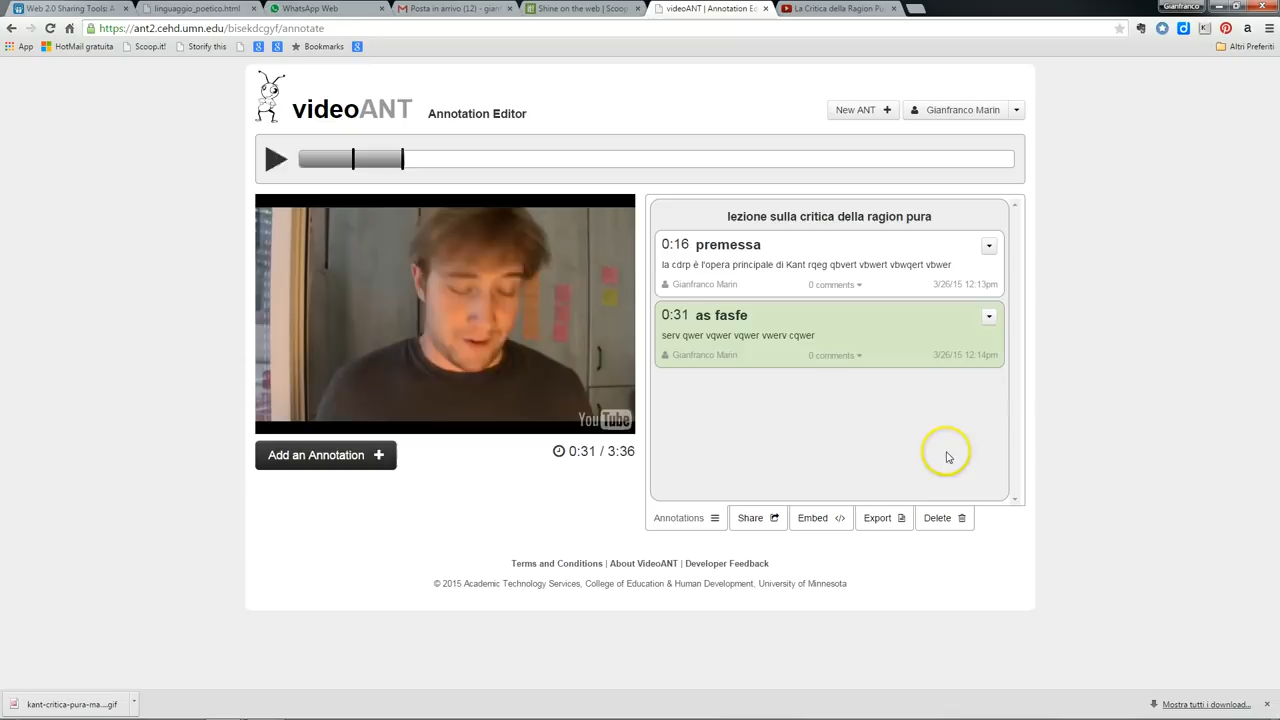 Web 2.0 Sharing Tools: A
linguaggio_poetico.html
WhatsApp Web
Posta in arrivo (12) - gian
Shine on the web | Scoop
videoANT | Annotation Ed
La Critica della Ragion Pu
Gianfranco
https://ant2.cehd.umn.edu/bisekdcgyf/annotate
App
HotMail gratuita
Scoop.it!
Storify this
Bookmarks
Altri Preferiti
videoANT Annotation Editor
New ANT
Gianfranco Marin
lezione sulla critica della ragion pura
0:16 premessa
la cdrp è l'opera principale di Kant rqeg qbvert vbwert vbwqert vbwer
Gianfranco Marin 0 comments 3/26/15 12:13pm
0:31 as fasfe
serv qwer vqwer vqwer vwerv cqwer
Gianfranco Marin 0 comments 3/26/15 12:14pm
YouTube
Add an Annotation +
0:31 / 3:36
Annotations
Share
Embed
Export
Delete
Terms and Conditions | About VideoANT | Developer Feedback
© 2015 Academic Technology Services, College of Education & Human Development, University of Minnesota
kant-critica-pura-ma....gif
Mostra tutti i download...